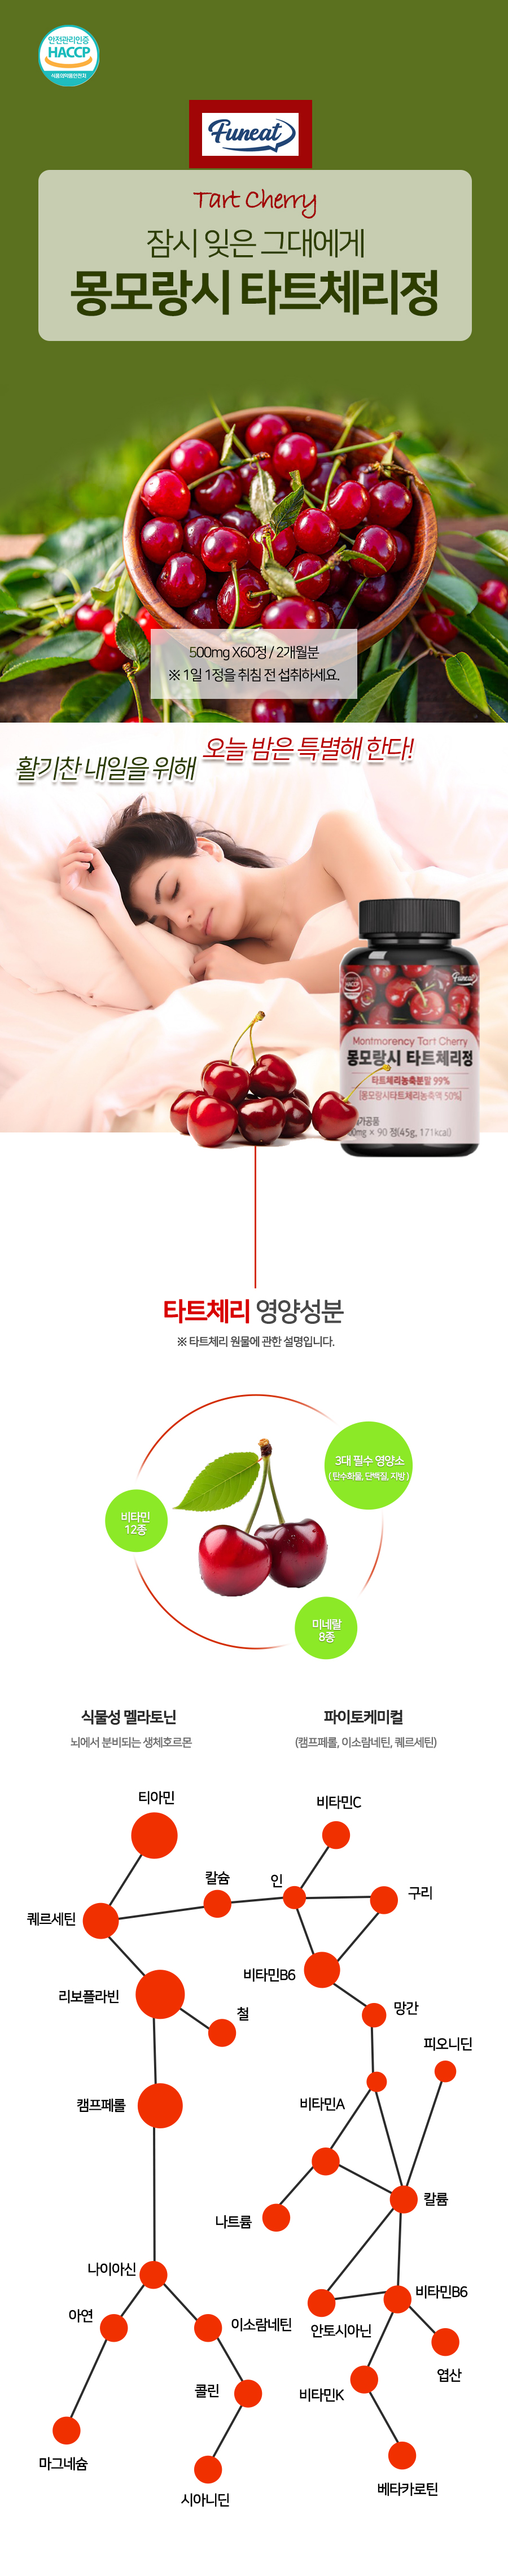 안전관리인증
HACCP
식품의약품안전처
Funeat
Tart Cherry
잠시 잊은 그대에게
몽모랑시 타트체리정
500mg X60정 / 2개월분
※ 1일 1정을 취침 전 섭취하세요.
오늘 밤은 특별해 한다!
활기찬 내일을 위해
HACCP
Funeat
Montmorency Tart Cherry
몽모랑시 타트체리정
타트체리농축분말 99%
[몽모랑시타트체리농축액 50%]
가공품
00mg × 90 정(45g, 171kcal)
타트체리 영양성분
※ 타트체리 원물에 관한 설명입니다.
3대 필수 영양소
( 탄수화물, 단백질, 지방 )
비타민
12종
미네랄
8종
식물성 멜라토닌
파이토케미컬
뇌에서 분비되는 생체호르몬
(캠프페롤, 이소람네틴, 퀘르세틴)
티아민
비타민C
칼슘
인
구리
퀘르세틴
비타민B6
리보플라빈
망간
철
피오니딘
캠프페롤
비타민A
칼륨
나트륨
나이아신
비타민B6
아연
이소람네틴
안토시아닌
엽산
콜린
비타민K
마그네슘
베타카로틴
시아니딘